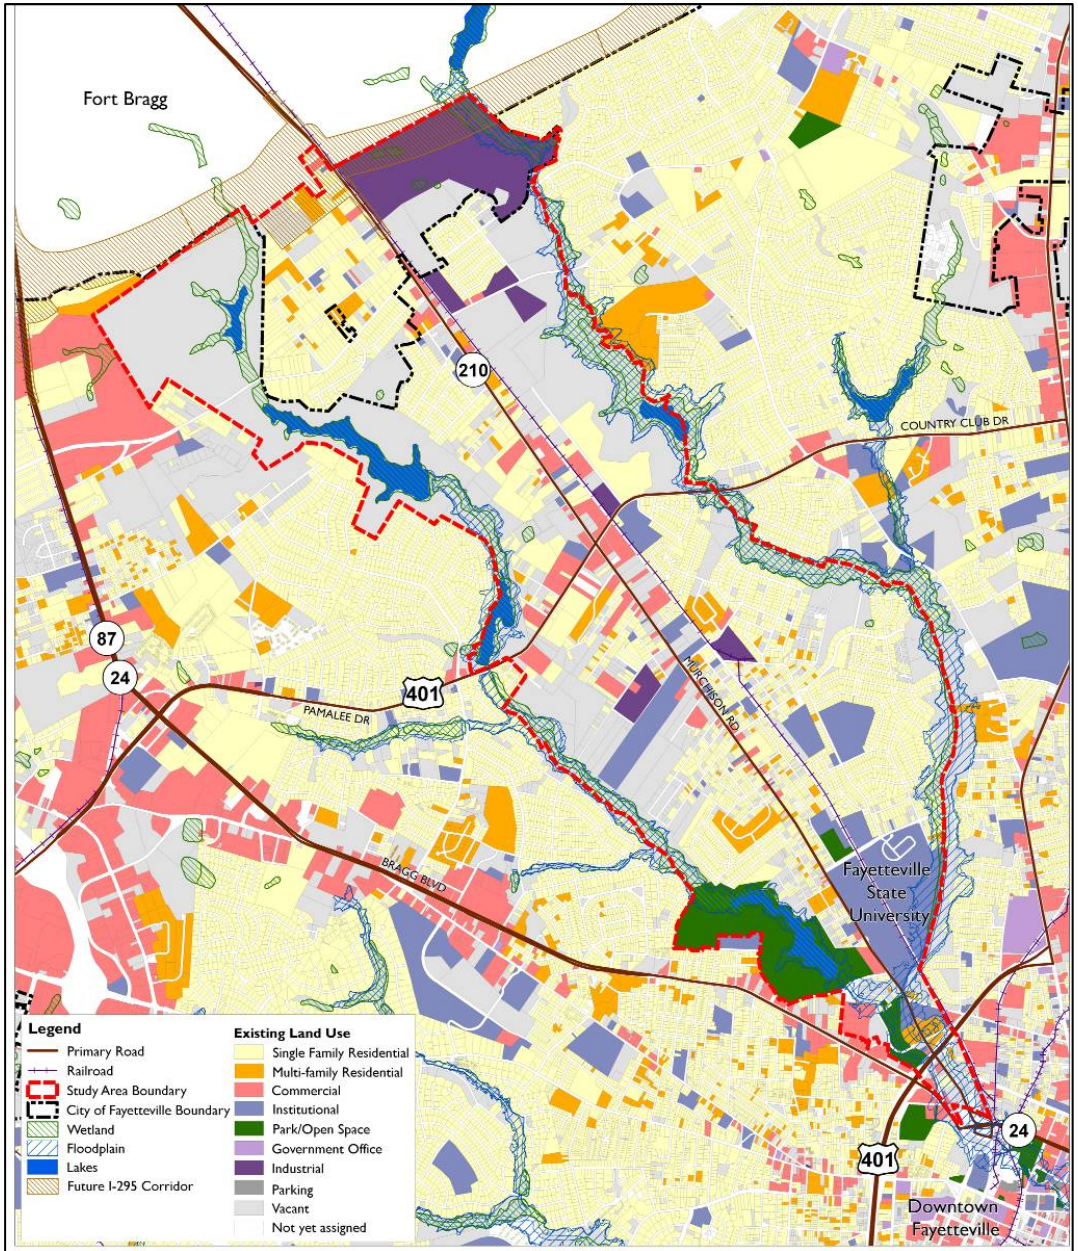 Fort Bragg
210
COUNTRY CLUB DR
87
24
401
PAMALEE DR
MURCHISON RD
BRAGG BLVD
Fayetteville
State
University
24
401
Downtown
Fayetteville
Legend
Primary Road
Railroad
Study Area Boundary
City of Fayetteville Boundary
Wetland
Floodplain
Lakes
Future I-295 Corridor
Existing Land Use
Single Family Residential
Multi-family Residential
Commercial
Institutional
Park/Open Space
Government Office
Industrial
Parking
Vacant
Not yet assigned